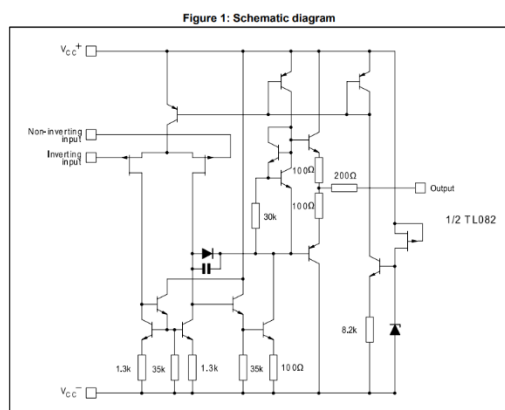 Figure 1: Schematic diagram
VCC+
Non-inverting
input
Inverting
input
100Ω
200Ω
Output
100Ω
1/2 TL082
30k
8.2k
1.3k
35k
1.3k
35k
100Ω
VCC-